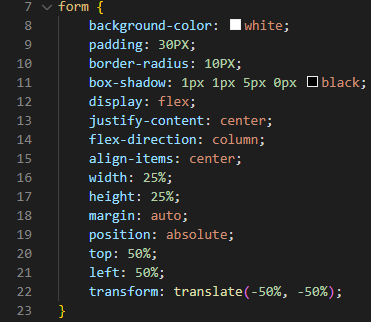 7 form {
8 background-color: white;
9 padding: 30PX;
10 border-radius: 10PX;
11 box-shadow: 1px 1px 5px 0px black;
12 display: flex;
13 justify-content: center;
14 flex-direction: column;
15 align-items: center;
16 width: 25%;
17 height: 25%;
18 margin: auto;
19 position: absolute;
20 top: 50%;
21 left: 50%;
22 transform: translate(-50%, -50%);
23 }